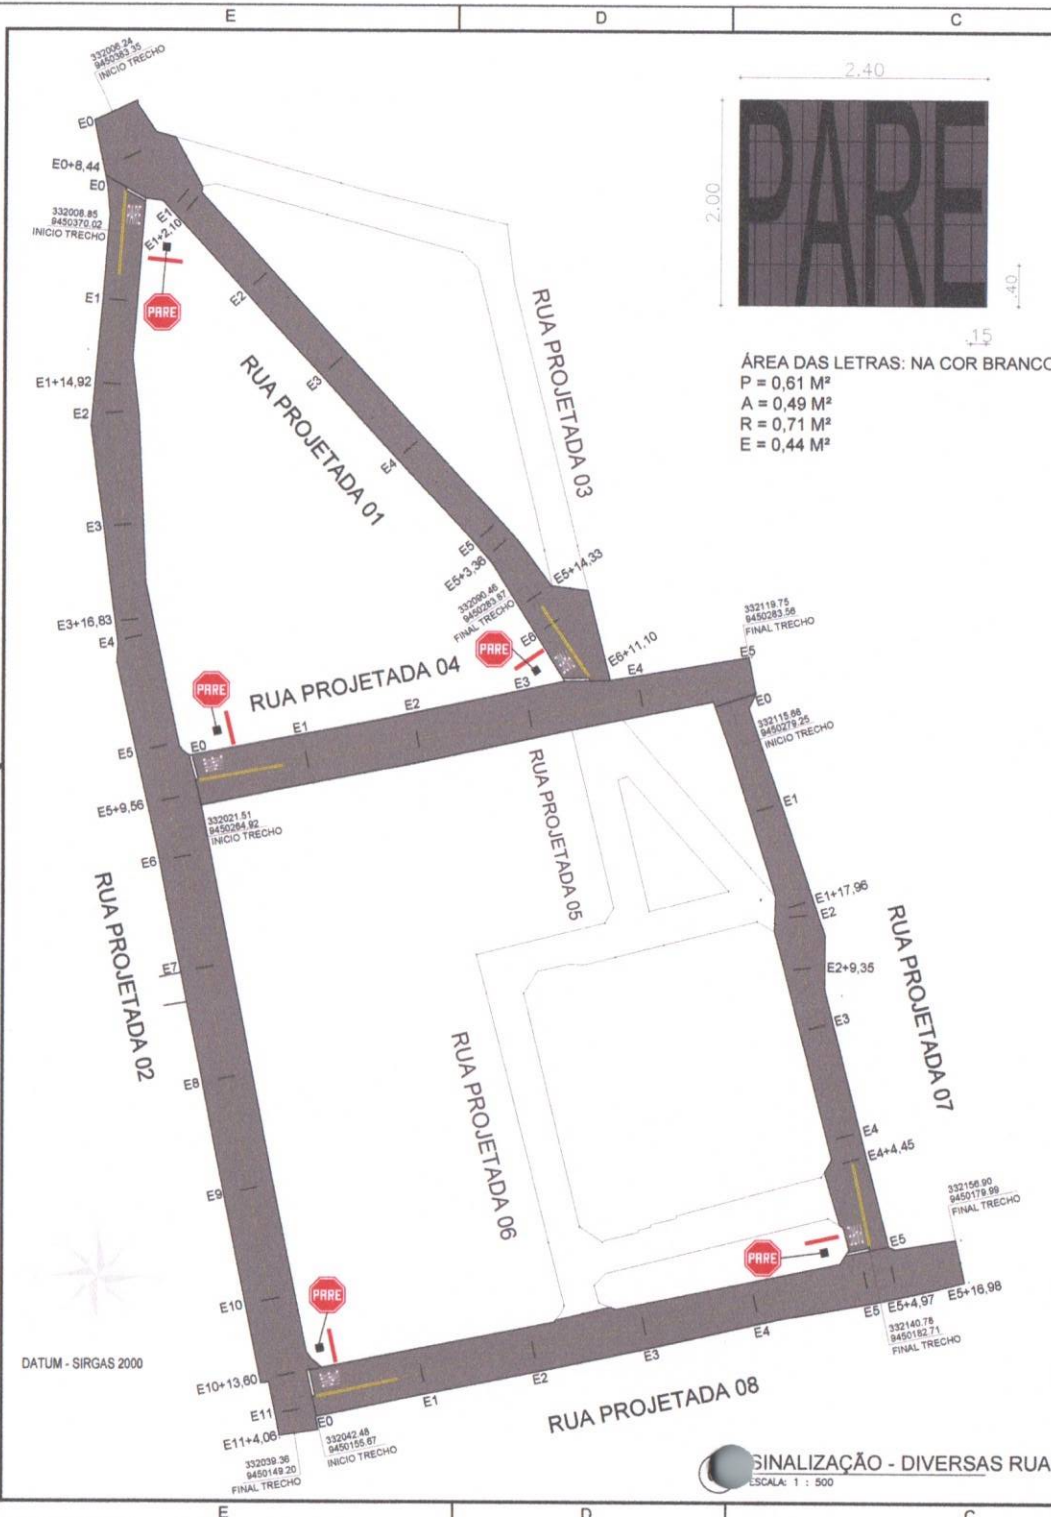 E
D
C
332006.24
9450383.35
INICIO TRECHO
E0
E0+8,44
E0
332008.85
9450370.02
INICIO TRECHO
E1
E1+2,10
PARE
E1
E2
E3
E4
E5
E5+3,36
E5+14,33
RUA PROJETADA 01
RUA PROJETADA 03
2.40
2.00
PARE
.40
.15
ÁREA DAS LETRAS: NA COR BRANCO
P = 0,61 M²
A = 0,49 M²
R = 0,71 M²
E = 0,44 M²
E1+14,92
E2
E3
E3+16,83
E4
332090.46
9450283.87
FINAL TRECHO
PARE
E6
E6+11,10
332119.75
9450283.56
FINAL TRECHO
PARE
RUA PROJETADA 04
E0
E1
E2
E3
E4
E5
E0
332115.66
9450279.25
INICIO TRECHO
E5
E5+9,56
E6
332021.51
9450264.92
INICIO TRECHO
RUA PROJETADA 05
E1
E1+17,96
E2
E2+9,35
E3
E4
E4+4,45
E5
RUA PROJETADA 07
RUA PROJETADA 02
E7
E8
E9
E10
E10+13,60
E11
E11+4,06
RUA PROJETADA 06
PARE
332156.90
9450179.99
FINAL TRECHO
PARE
E0
E1
E2
E3
E4
E5
E5+4,97
E5+16,98
332140.78
9450182.71
FINAL TRECHO
DATUM - SIRGAS 2000
332039.36
9450149.20
FINAL TRECHO
332042.48
9450155.67
INICIO TRECHO
RUA PROJETADA 08
SINALIZAÇÃO - DIVERSAS RUA
ESCALA: 1 : 500
E
D
C